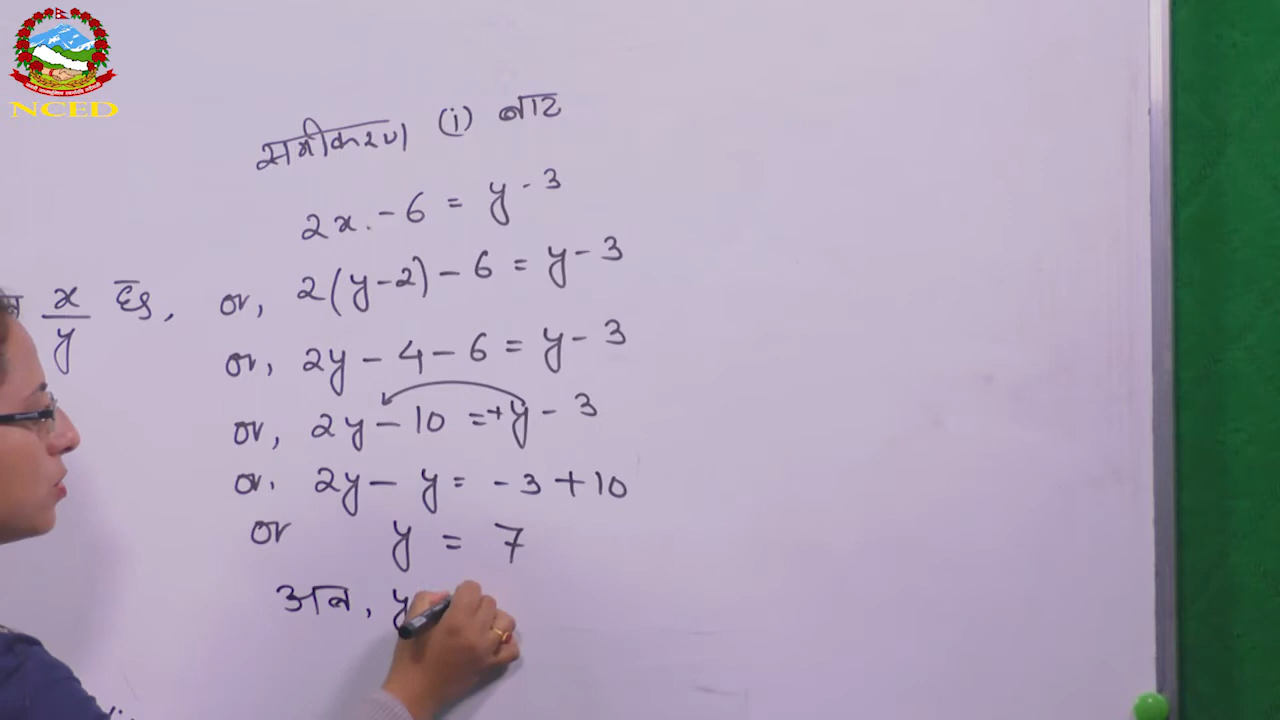 NCED
समीकरण (i) बाट
2x - 6 = y - 3
x/y छ,
or, 2(y-2) - 6 = y - 3
or, 2y - 4 - 6 = y - 3
or, 2y - 10 = +y - 3
or. 2y - y = -3 + 10
or y = 7
अब, y